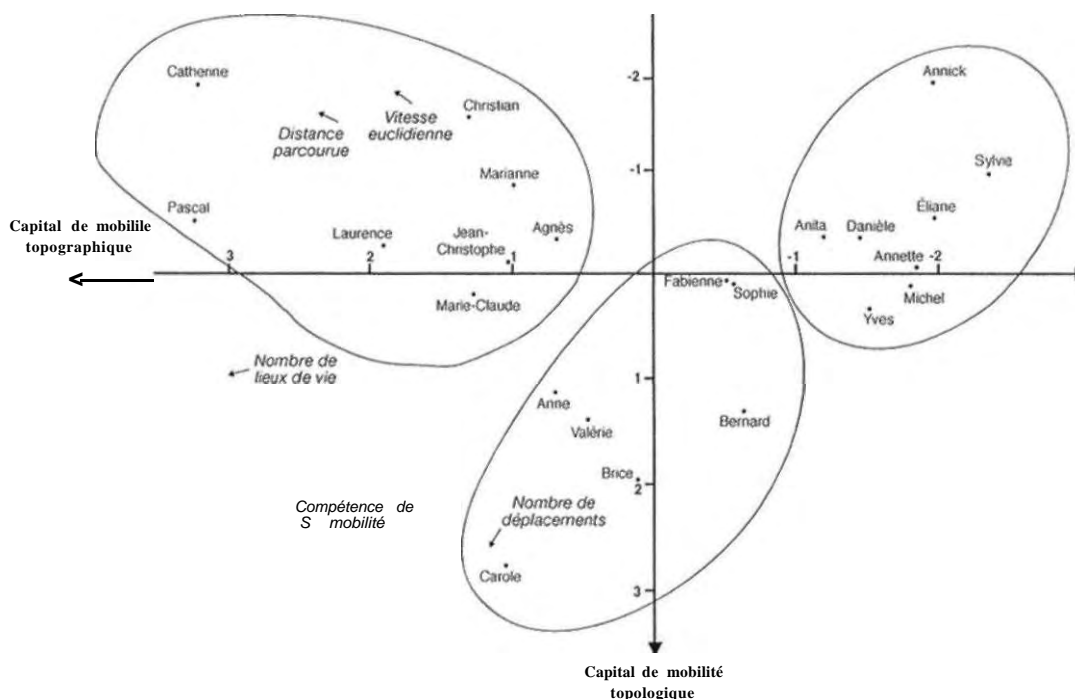 -2
Catherine
Annick
Christian
Vitesse
euclidienne
Distance
parcourue
-1
Sylvie
Marianne
Pascal
Éliane
Capital de mobilile
topographique
Laurence
Jean-
Christophe
Agnès
Anita
Danièle
Annette
3
2
1
-1
-2
Fabienne
Sophie
Marie-Claude
Michel
Yves
Nombre de
lieux de vie
1
Anne
Valérie
Bernard
Brice
2
Compétence de
S mobilité
Nombre de
déplacements
Carole
3
Capital de mobilité
topologique